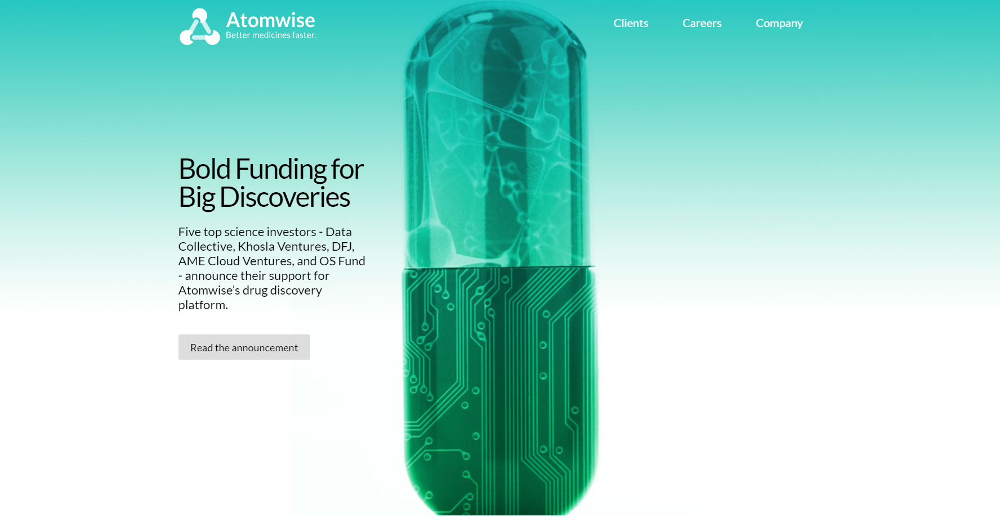 Atomwise
Better medicines faster.
Clients
Careers
Company
Bold Funding for
Big Discoveries
Five top science investors - Data
Collective, Khosla Ventures, DFJ,
AME Cloud Ventures, and OS Fund
- announce their support for
Atomwise’s drug discovery
platform.
Read the announcement